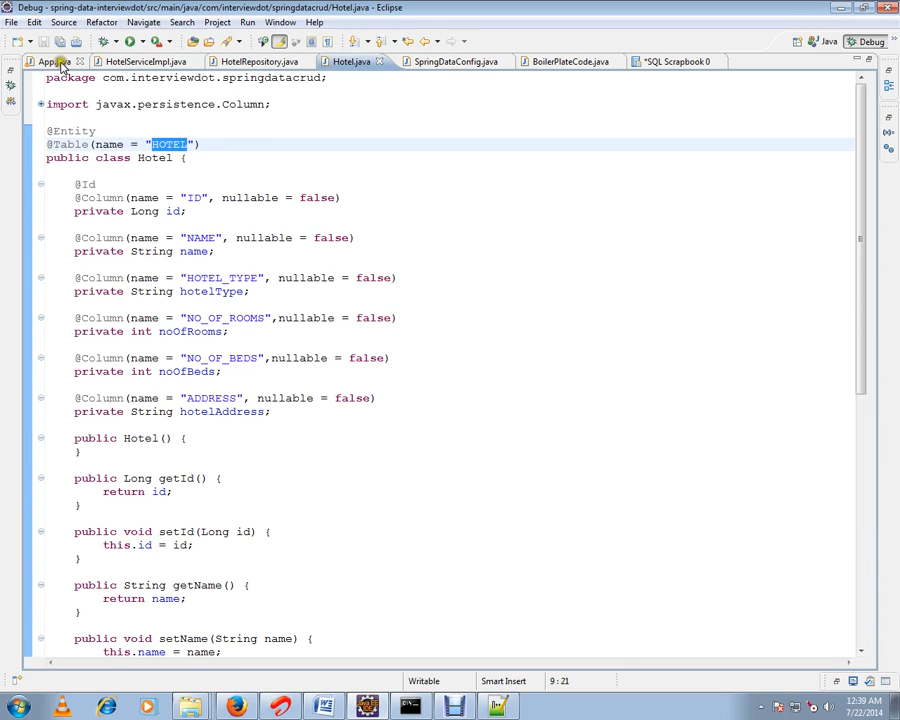 Debug - spring-data-interviewdot/src/main/java/com/interviewdot/springdatacrud/Hotel.java - Eclipse
File Edit Source Refactor Navigate Search Project Run Window Help
Java Debug
HotelServiceImpl.java HotelRepository.java Hotel.java SpringDataConfig.java BoilerPlateCode.java *SQL Scrapbook 0
package com.interviewdot.springdatacrud;
import javax.persistence.Column;
@Entity
@Table(name = "HOTEL")
public class Hotel {
@Id
@Column(name = "ID", nullable = false)
private Long id;
@Column(name = "NAME", nullable = false)
private String name;
@Column(name = "HOTEL_TYPE", nullable = false)
private String hotelType;
@Column(name = "NO_OF_ROOMS",nullable = false)
private int noOfRooms;
@Column(name = "NO_OF_BEDS",nullable = false)
private int noOfBeds;
@Column(name = "ADDRESS", nullable = false)
private String hotelAddress;
public Hotel() {
}
public Long getId() {
return id;
}
public void setId(Long id) {
this.id = id;
}
public String getName() {
return name;
}
public void setName(String name) {
this.name = name;
Writable Smart Insert 9 : 21
12:39 AM
7/22/2014